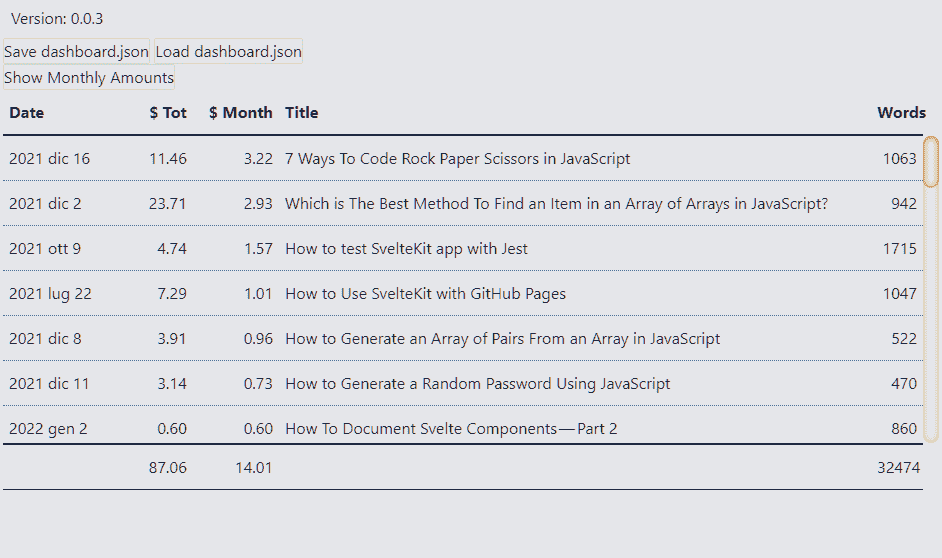 Version: 0.0.3
Save dashboard.json Load dashboard.json
Show Monthly Amounts
Date $ Tot $ Month Title Words
2021 dic 16 11.46 3.22 7 Ways To Code Rock Paper Scissors in JavaScript 1063
2021 dic 2 23.71 2.93 Which is The Best Method To Find an Item in an Array of Arrays in JavaScript? 942
2021 ott 9 4.74 1.57 How to test SvelteKit app with Jest 1715
2021 lug 22 7.29 1.01 How to Use SvelteKit with GitHub Pages 1047
2021 dic 8 3.91 0.96 How to Generate an Array of Pairs From an Array in JavaScript 522
2021 dic 11 3.14 0.73 How to Generate a Random Password Using JavaScript 470
2022 gen 2 0.60 0.60 How To Document Svelte Components — Part 2 860
87.06 14.01 32474